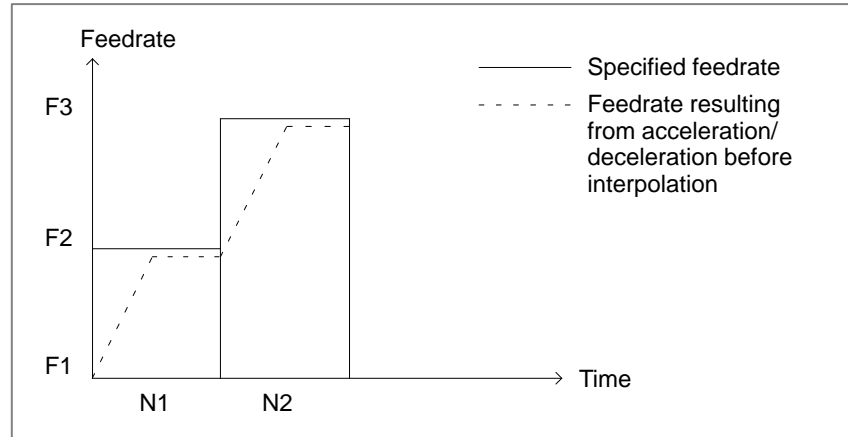 Feedrate
Specified feedrate
F3
Feedrate resulting
from acceleration/
deceleration before
interpolation
F2
F1
Time
N1 N2